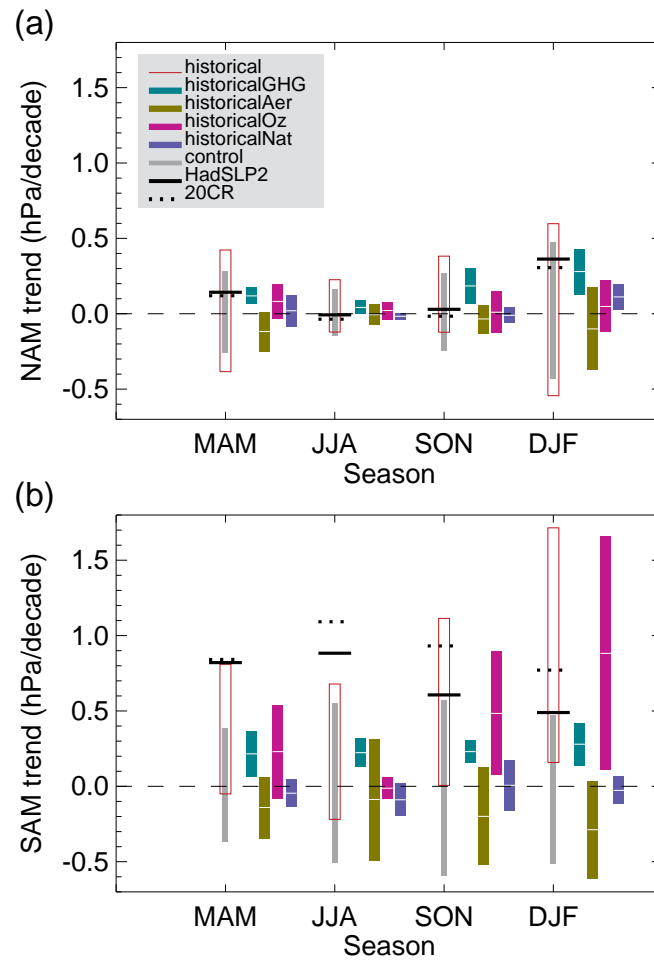 (a)
NAM trend (hPa/decade)
1.5
1.0
0.5
0.0
-0.5
historical
historicalGHG
historicalAer
historicalOz
historicalNat
control
HadSLP2
20CR
MAM JJA SON DJF
Season
(b)
SAM trend (hPa/decade)
1.5
1.0
0.5
0.0
-0.5
MAM JJA SON DJF
Season